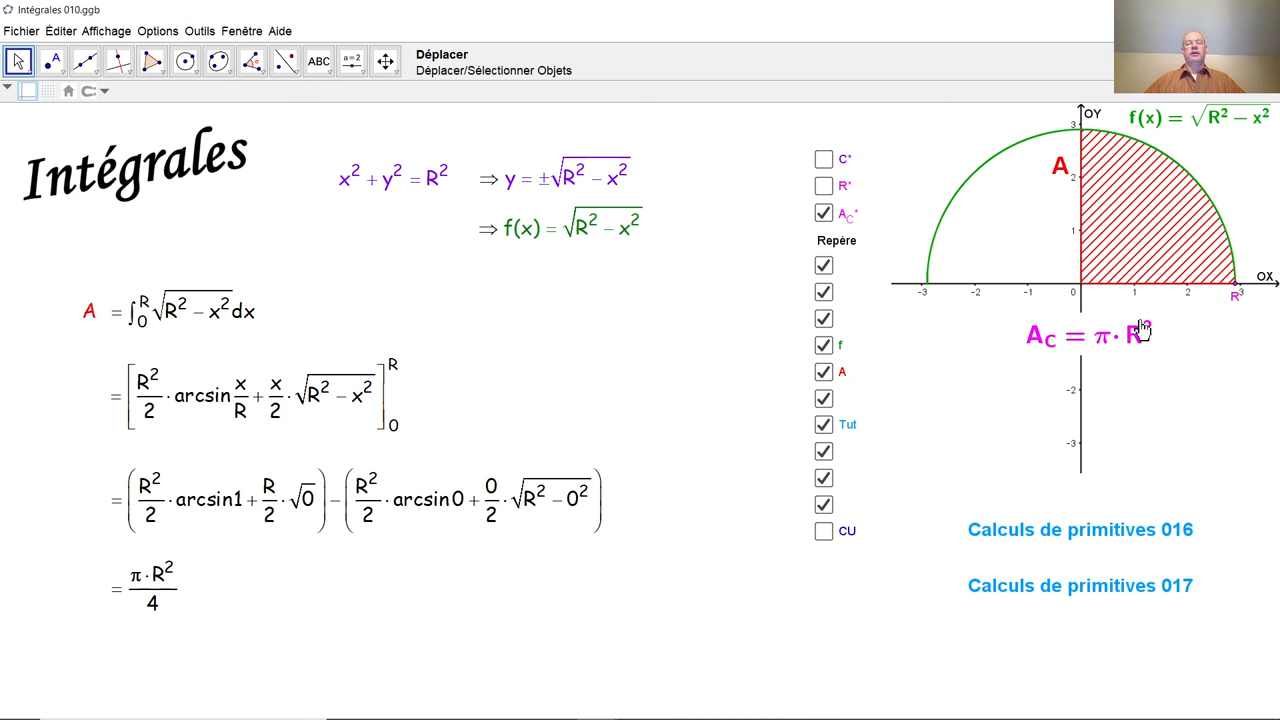 Intégrales 010.ggb
Fichier Éditer Affichage Options Outils Fenêtre Aide
A ABC a=2
Déplacer
Déplacer/Sélectionner Objets
Intégrales
x² + y² = R² ⇒ y = ±√(R² − x²)
⇒ f(x) = √(R² − x²)
A = ∫₀ᴿ √(R² − x²) dx
= [R²/2 · arcsin x/R + x/2 · √(R² − x²)]₀ᴿ
= (R²/2 · arcsin1 + R/2 · √0) − (R²/2 · arcsin0 + 0/2 · √(R² − 0²))
= π·R²/4
C*
R*
A_C*
Repère
f
A
Tut
CU
OY
f(x) = √(R² − x²)
3
A
2
1
OX
-3 -2 -1 0 1 2 3
R
A_C = π · R²
-2
-3
Calculs de primitives 016
Calculs de primitives 017